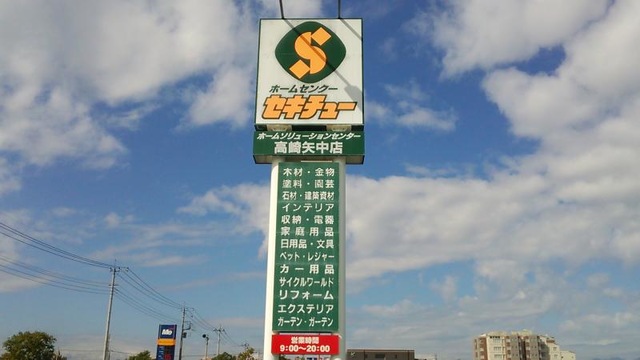 S
ホームセンター
セキチュー
ホームソリューションセンター
高崎矢中店
木材・金物
塗料・園芸
石材・建築資材
インテリア
収納・電器
家庭用品
日用品・文具
ペット・レジャー
カー用品
サイクルワールド
リフォーム
エクステリア
ガーデン・ガーデン
営業時間
9:00〜20:00